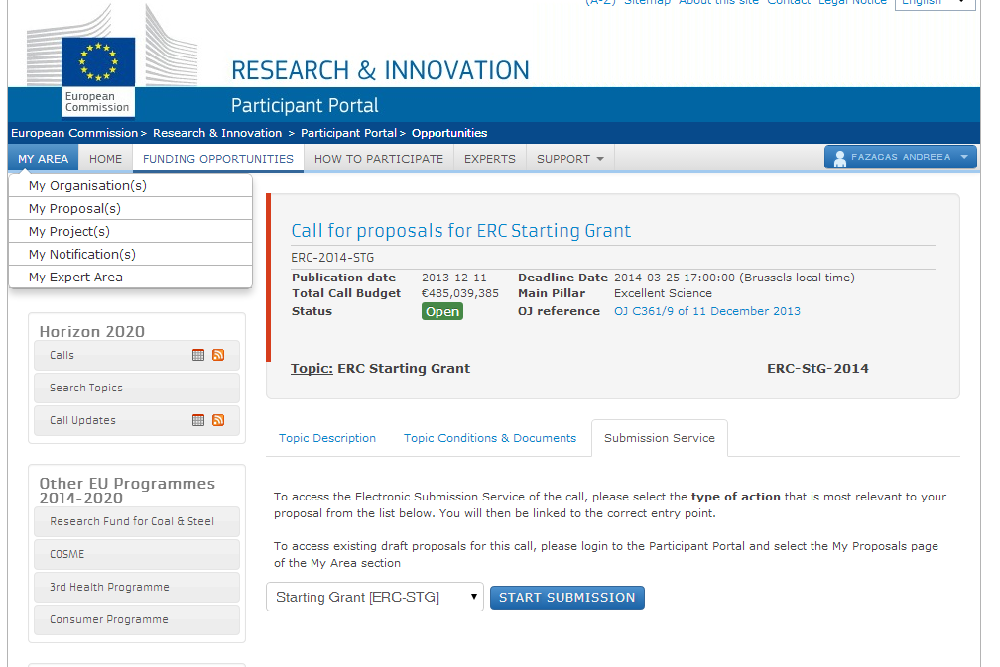 (A-Z) Sitemap About this site Contact Legal Notice English
European
Commission
RESEARCH & INNOVATION
Participant Portal
European Commission > Research & Innovation > Participant Portal > Opportunities
MY AREA HOME FUNDING OPPORTUNITIES HOW TO PARTICIPATE EXPERTS SUPPORT FAZAGAS ANDREEA
My Organisation(s)
My Proposal(s)
My Project(s)
My Notification(s)
My Expert Area
Horizon 2020
Calls
Search Topics
Call Updates
Other EU Programmes
2014-2020
Research Fund for Coal & Steel
COSME
3rd Health Programme
Consumer Programme
Call for proposals for ERC Starting Grant
ERC-2014-STG
Publication date 2013-12-11 Deadline Date 2014-03-25 17:00:00 (Brussels local time)
Total Call Budget €485,039,385 Main Pillar Excellent Science
Status Open OJ reference OJ C361/9 of 11 December 2013
Topic: ERC Starting Grant ERC-StG-2014
Topic Description Topic Conditions & Documents Submission Service
To access the Electronic Submission Service of the call, please select the type of action that is most relevant to your
proposal from the list below. You will then be linked to the correct entry point.
To access existing draft proposals for this call, please login to the Participant Portal and select the My Proposals page
of the My Area section
Starting Grant [ERC-STG] START SUBMISSION